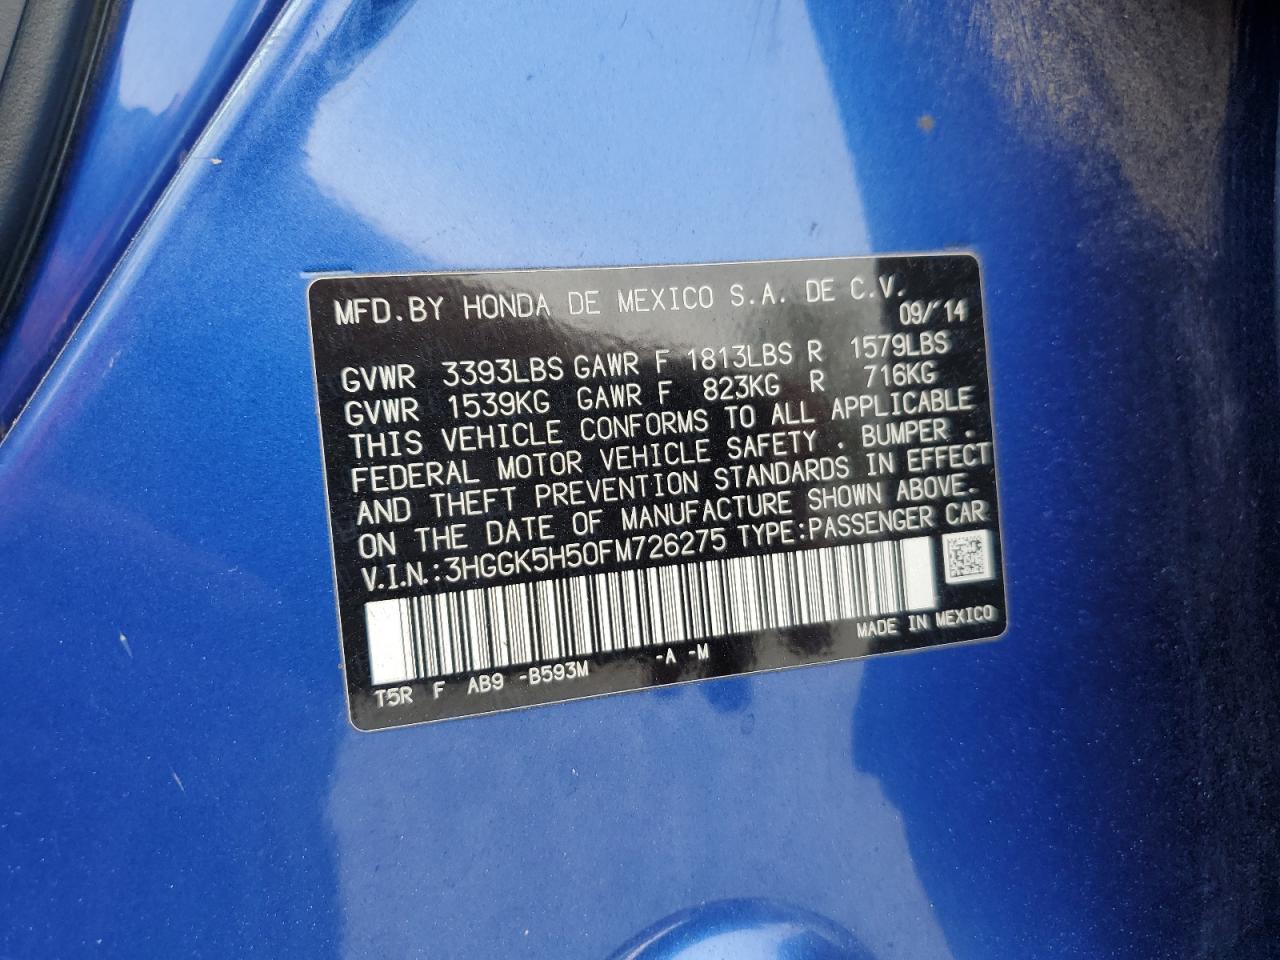 MFD.BY HONDA DE MEXICO S.A. DE C.V.
09/'14
GVWR 3393LBS GAWR F 1813LBS R 1579LBS
GVWR 1539KG GAWR F 823KG R 716KG
THIS VEHICLE CONFORMS TO ALL APPLICABLE
FEDERAL MOTOR VEHICLE SAFETY . BUMPER .
AND THEFT PREVENTION STANDARDS IN EFFECT
ON THE DATE OF MANUFACTURE SHOWN ABOVE.
V.I.N.:3HGGK5H50FM726275 TYPE:PASSENGER CAR
MADE IN MEXICO
T5R F AB9 -B593M -A -M